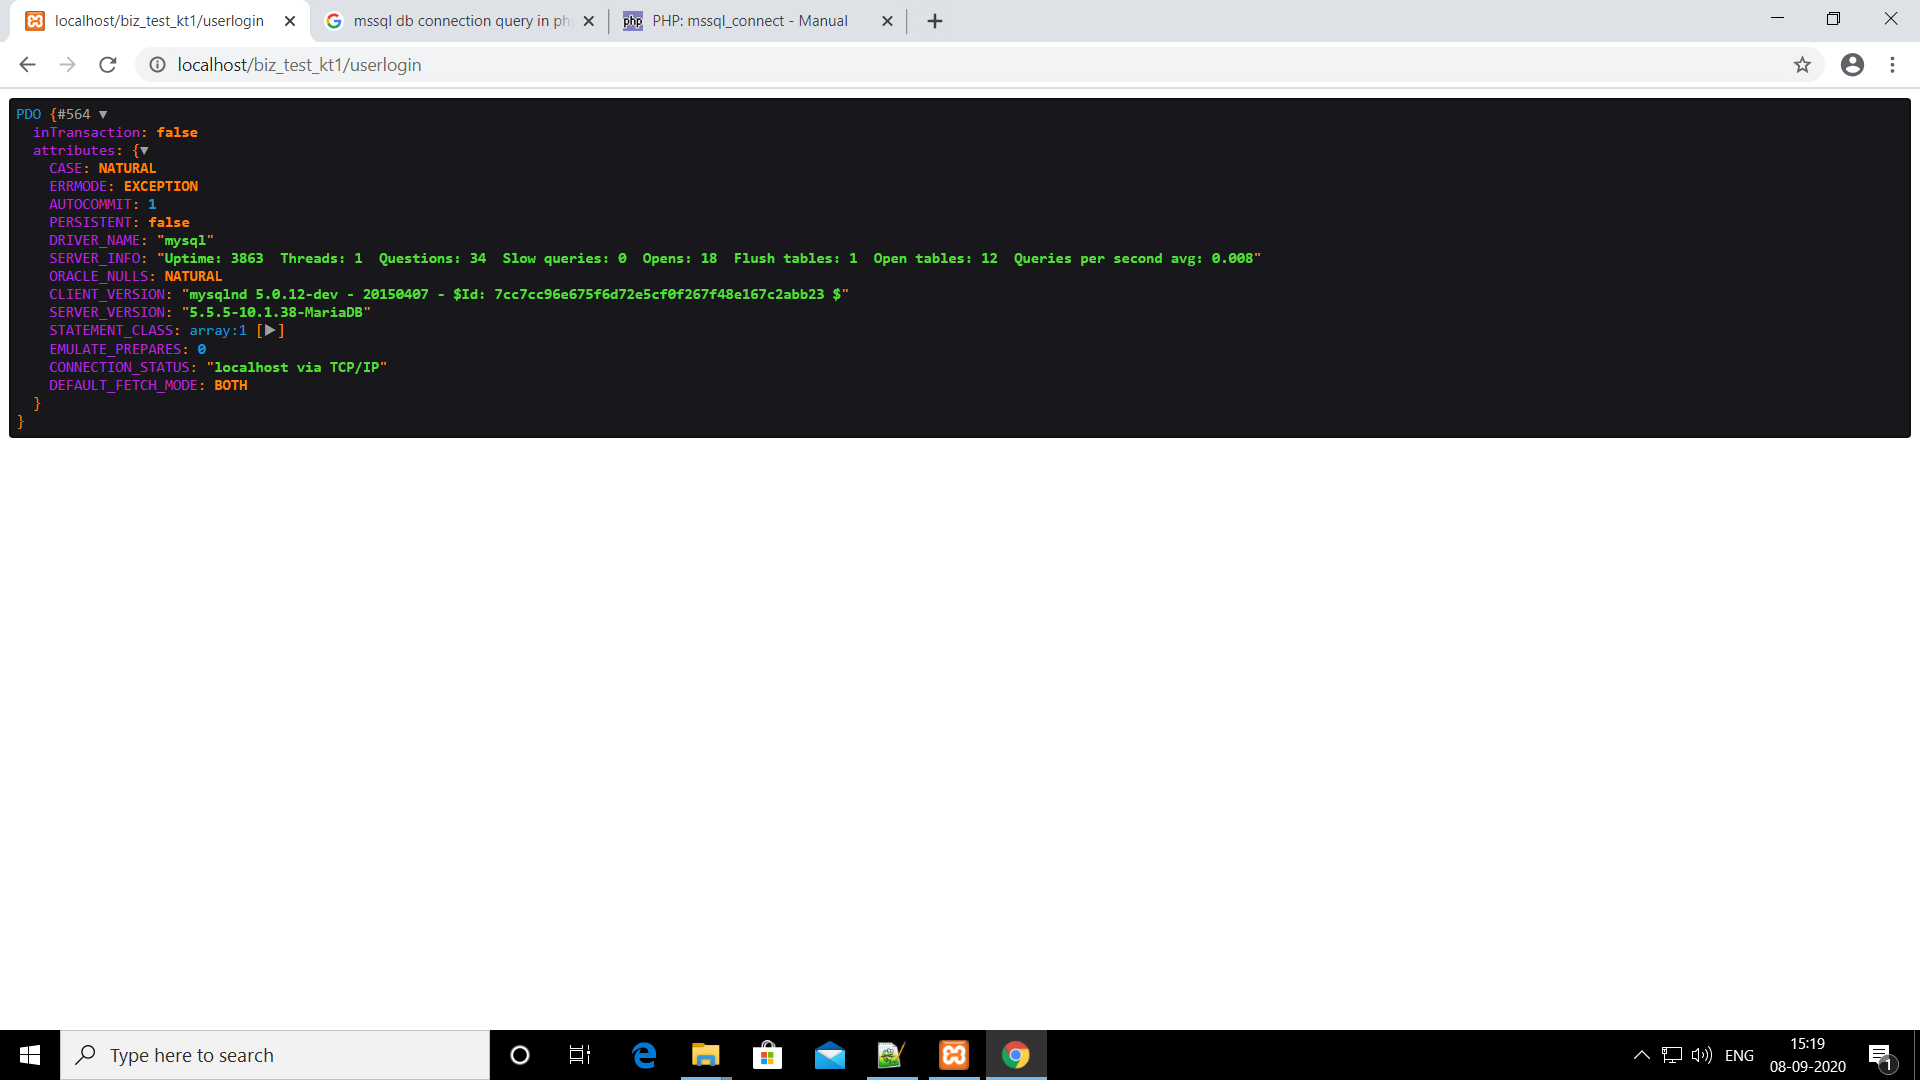 localhost/biz_test_kt1/userlogin
mssql db connection query in ph
php PHP: mssql_connect - Manual
localhost/biz_test_kt1/userlogin
PDO {#564 ▼
inTransaction: false
attributes: {▼
CASE: NATURAL
ERRMODE: EXCEPTION
AUTOCOMMIT: 1
PERSISTENT: false
DRIVER_NAME: "mysql"
SERVER_INFO: "Uptime: 3863  Threads: 1  Questions: 34  Slow queries: 0  Opens: 18  Flush tables: 1  Open tables: 12  Queries per second avg: 0.008"
ORACLE_NULLS: NATURAL
CLIENT_VERSION: "mysqlnd 5.0.12-dev - 20150407 - $Id: 7cc7cc96e675f6d72e5cf0f267f48e167c2abb23 $"
SERVER_VERSION: "5.5.5-10.1.38-MariaDB"
STATEMENT_CLASS: array:1 [▶]
EMULATE_PREPARES: 0
CONNECTION_STATUS: "localhost via TCP/IP"
DEFAULT_FETCH_MODE: BOTH
}
}
Type here to search
ENG
15:19
08-09-2020
1